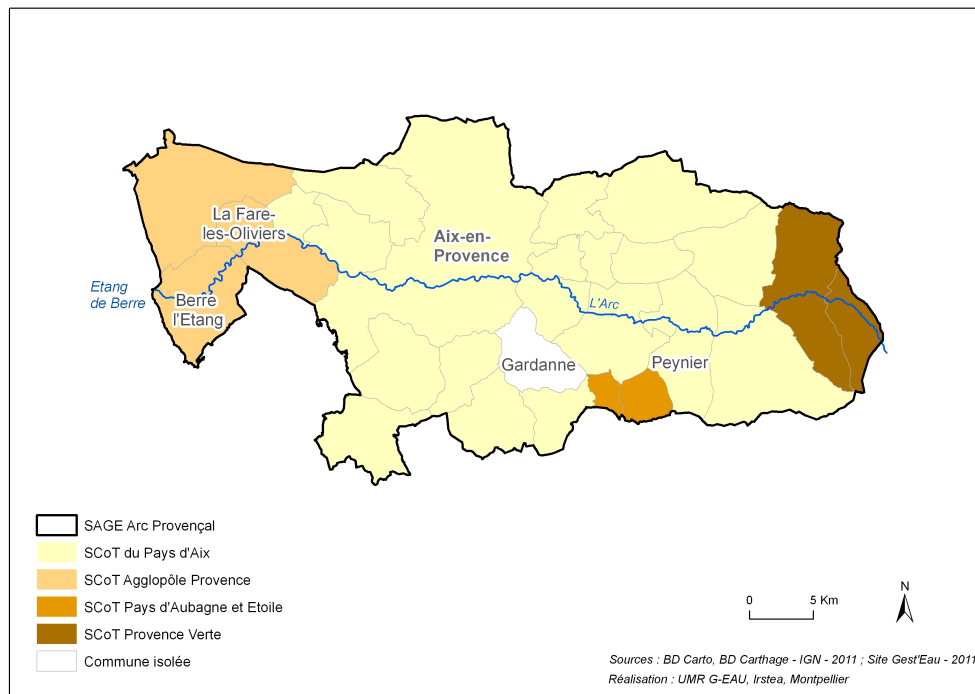 La Fare-
les-Oliviers
Aix-en-
Provence
Etang
de Berre
Berre
l'Etang
L'Arc
Gardanne
Peynier
SAGE Arc Provençal
SCoT du Pays d'Aix
SCoT Agglopôle Provence
SCoT Pays d'Aubagne et Etoile
SCoT Provence Verte
Commune isolée
0 5 Km
N
Sources : BD Carto, BD Carthage - IGN - 2011 ; Site Gest'Eau - 2011
Réalisation : UMR G-EAU, Irstea, Montpellier